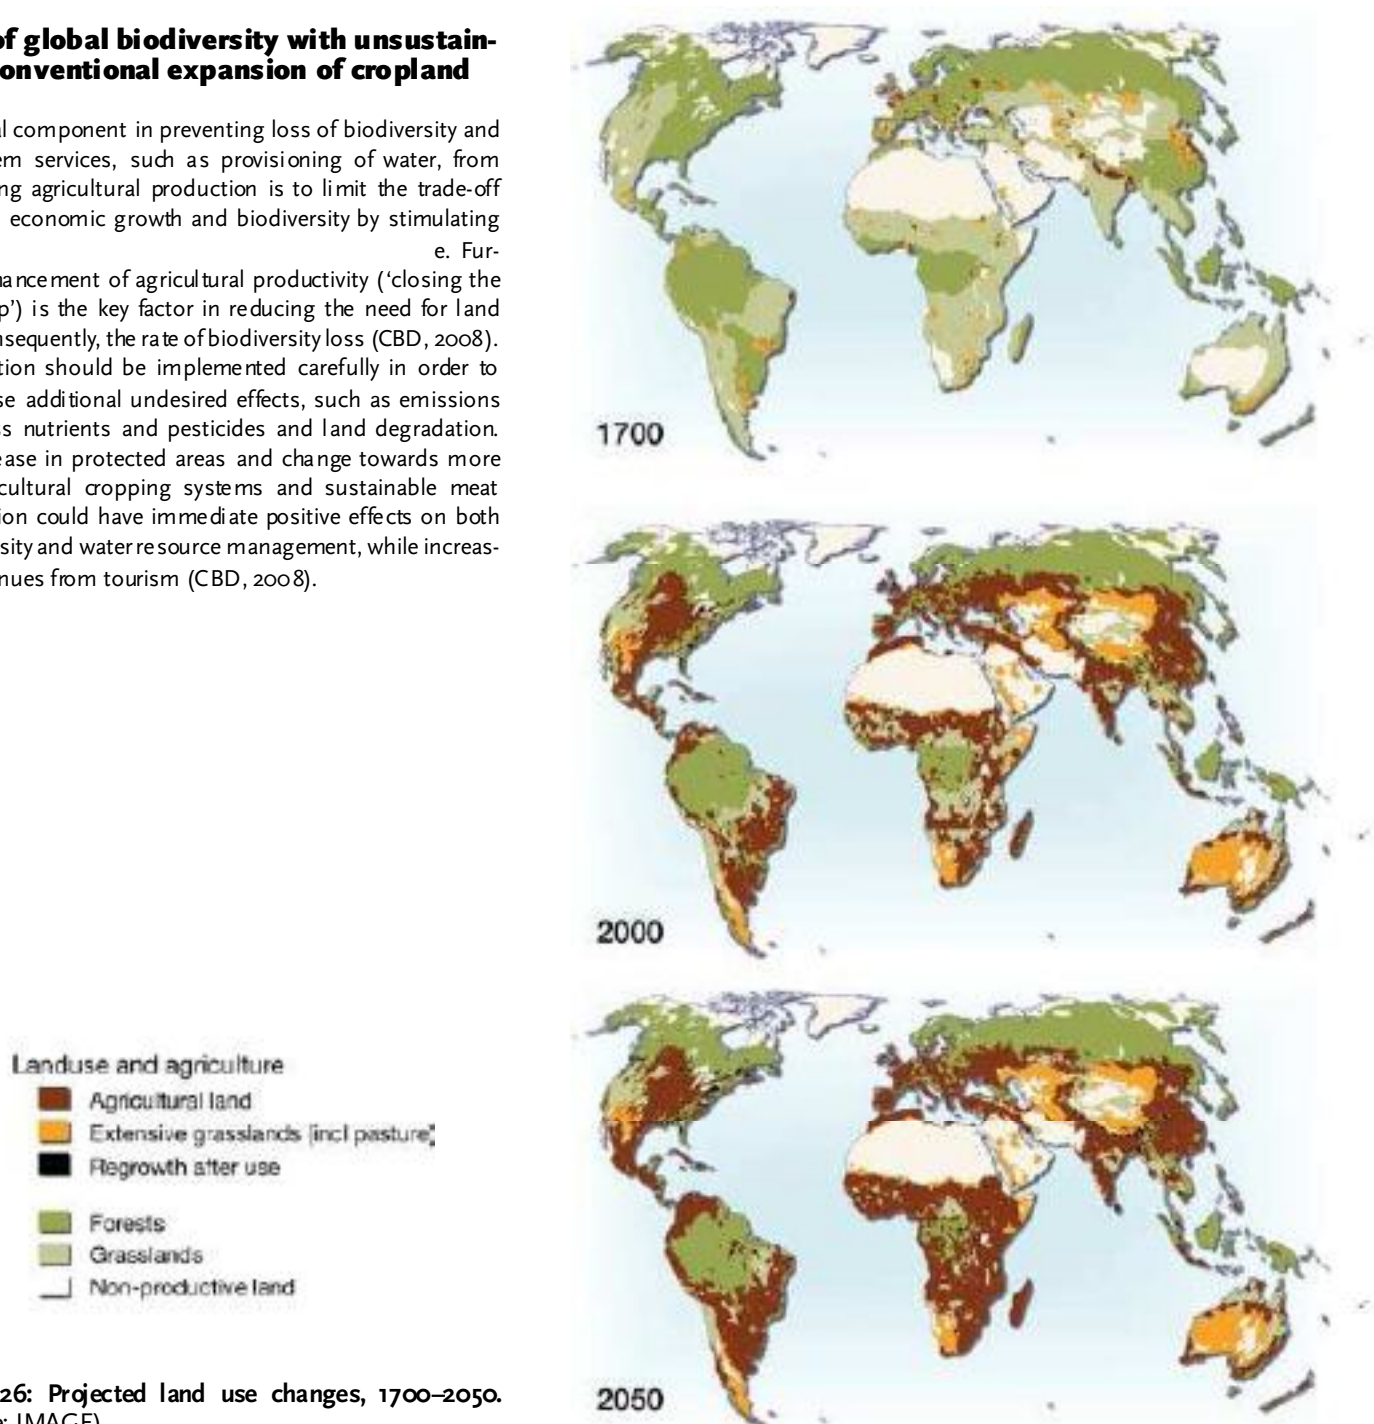 of global biodiversity with unsustain-
onventional expansion of cropland
al component in preventing loss of biodiversity and
em services, such as provisioning of water, from
ng agricultural production is to limit the trade-off
economic growth and biodiversity by stimulating
e. Fur-
hancement of agricultural productivity (‘closing the
p’) is the key factor in reducing the need for land
nsequently, the rate of biodiversity loss (CBD, 2008).
tion should be implemented carefully in order to
se additional undesired effects, such as emissions
ss nutrients and pesticides and land degradation.
ease in protected areas and change towards more
cultural cropping systems and sustainable meat
ion could have immediate positive effects on both
sity and water resource management, while increas-
nues from tourism (CBD, 2008).
1700
2000
2050
Landuse and agriculture
Agricultural land
Extensive grasslands (incl pasture)
Regrowth after use
Forests
Grasslands
Non-productive land
26: Projected land use changes, 1700–2050.
e: IMAGE)